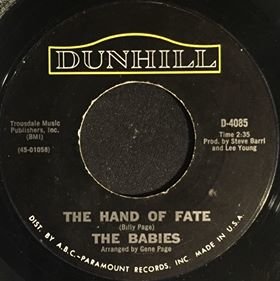 DUNHILL
Trousdale Music
Publishers, Inc.
(BMI)
(45-01058)
D-4085
Time 2:35
Prod. by Steve Barri
and Lee Young
THE HAND OF FATE
(Billy Page)
THE BABIES
Arranged by Gene Page
DIST. BY A.B.C.-PARAMOUNT RECORDS, INC. MADE IN U.S.A.